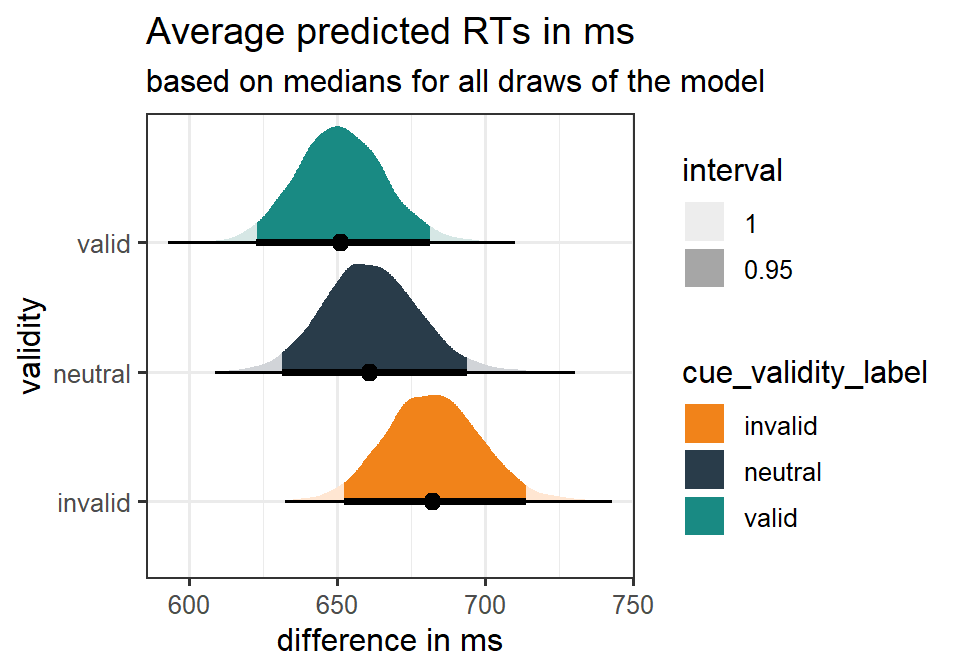 Average predicted RTs in ms
based on medians for all draws of the model
validity
valid
neutral
invalid
600 650 700 750
difference in ms
interval
1
0.95
cue_validity_label
invalid
neutral
valid